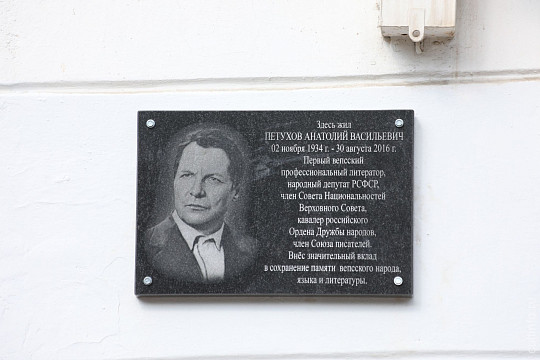 Здесь жил
ПЕТУХОВ АНАТОЛИЙ ВАСИЛЬЕВИЧ
02 ноября 1934 г. - 30 августа 2016 г.
Первый вепсский
профессиональный литератор,
народный депутат РСФСР,
член Совета Национальностей
Верховного Совета,
кавалер российского
Ордена Дружбы народов,
член Союза писателей.
Внёс значительный вклад
в сохранение памяти вепсского народа,
языка и литературы.